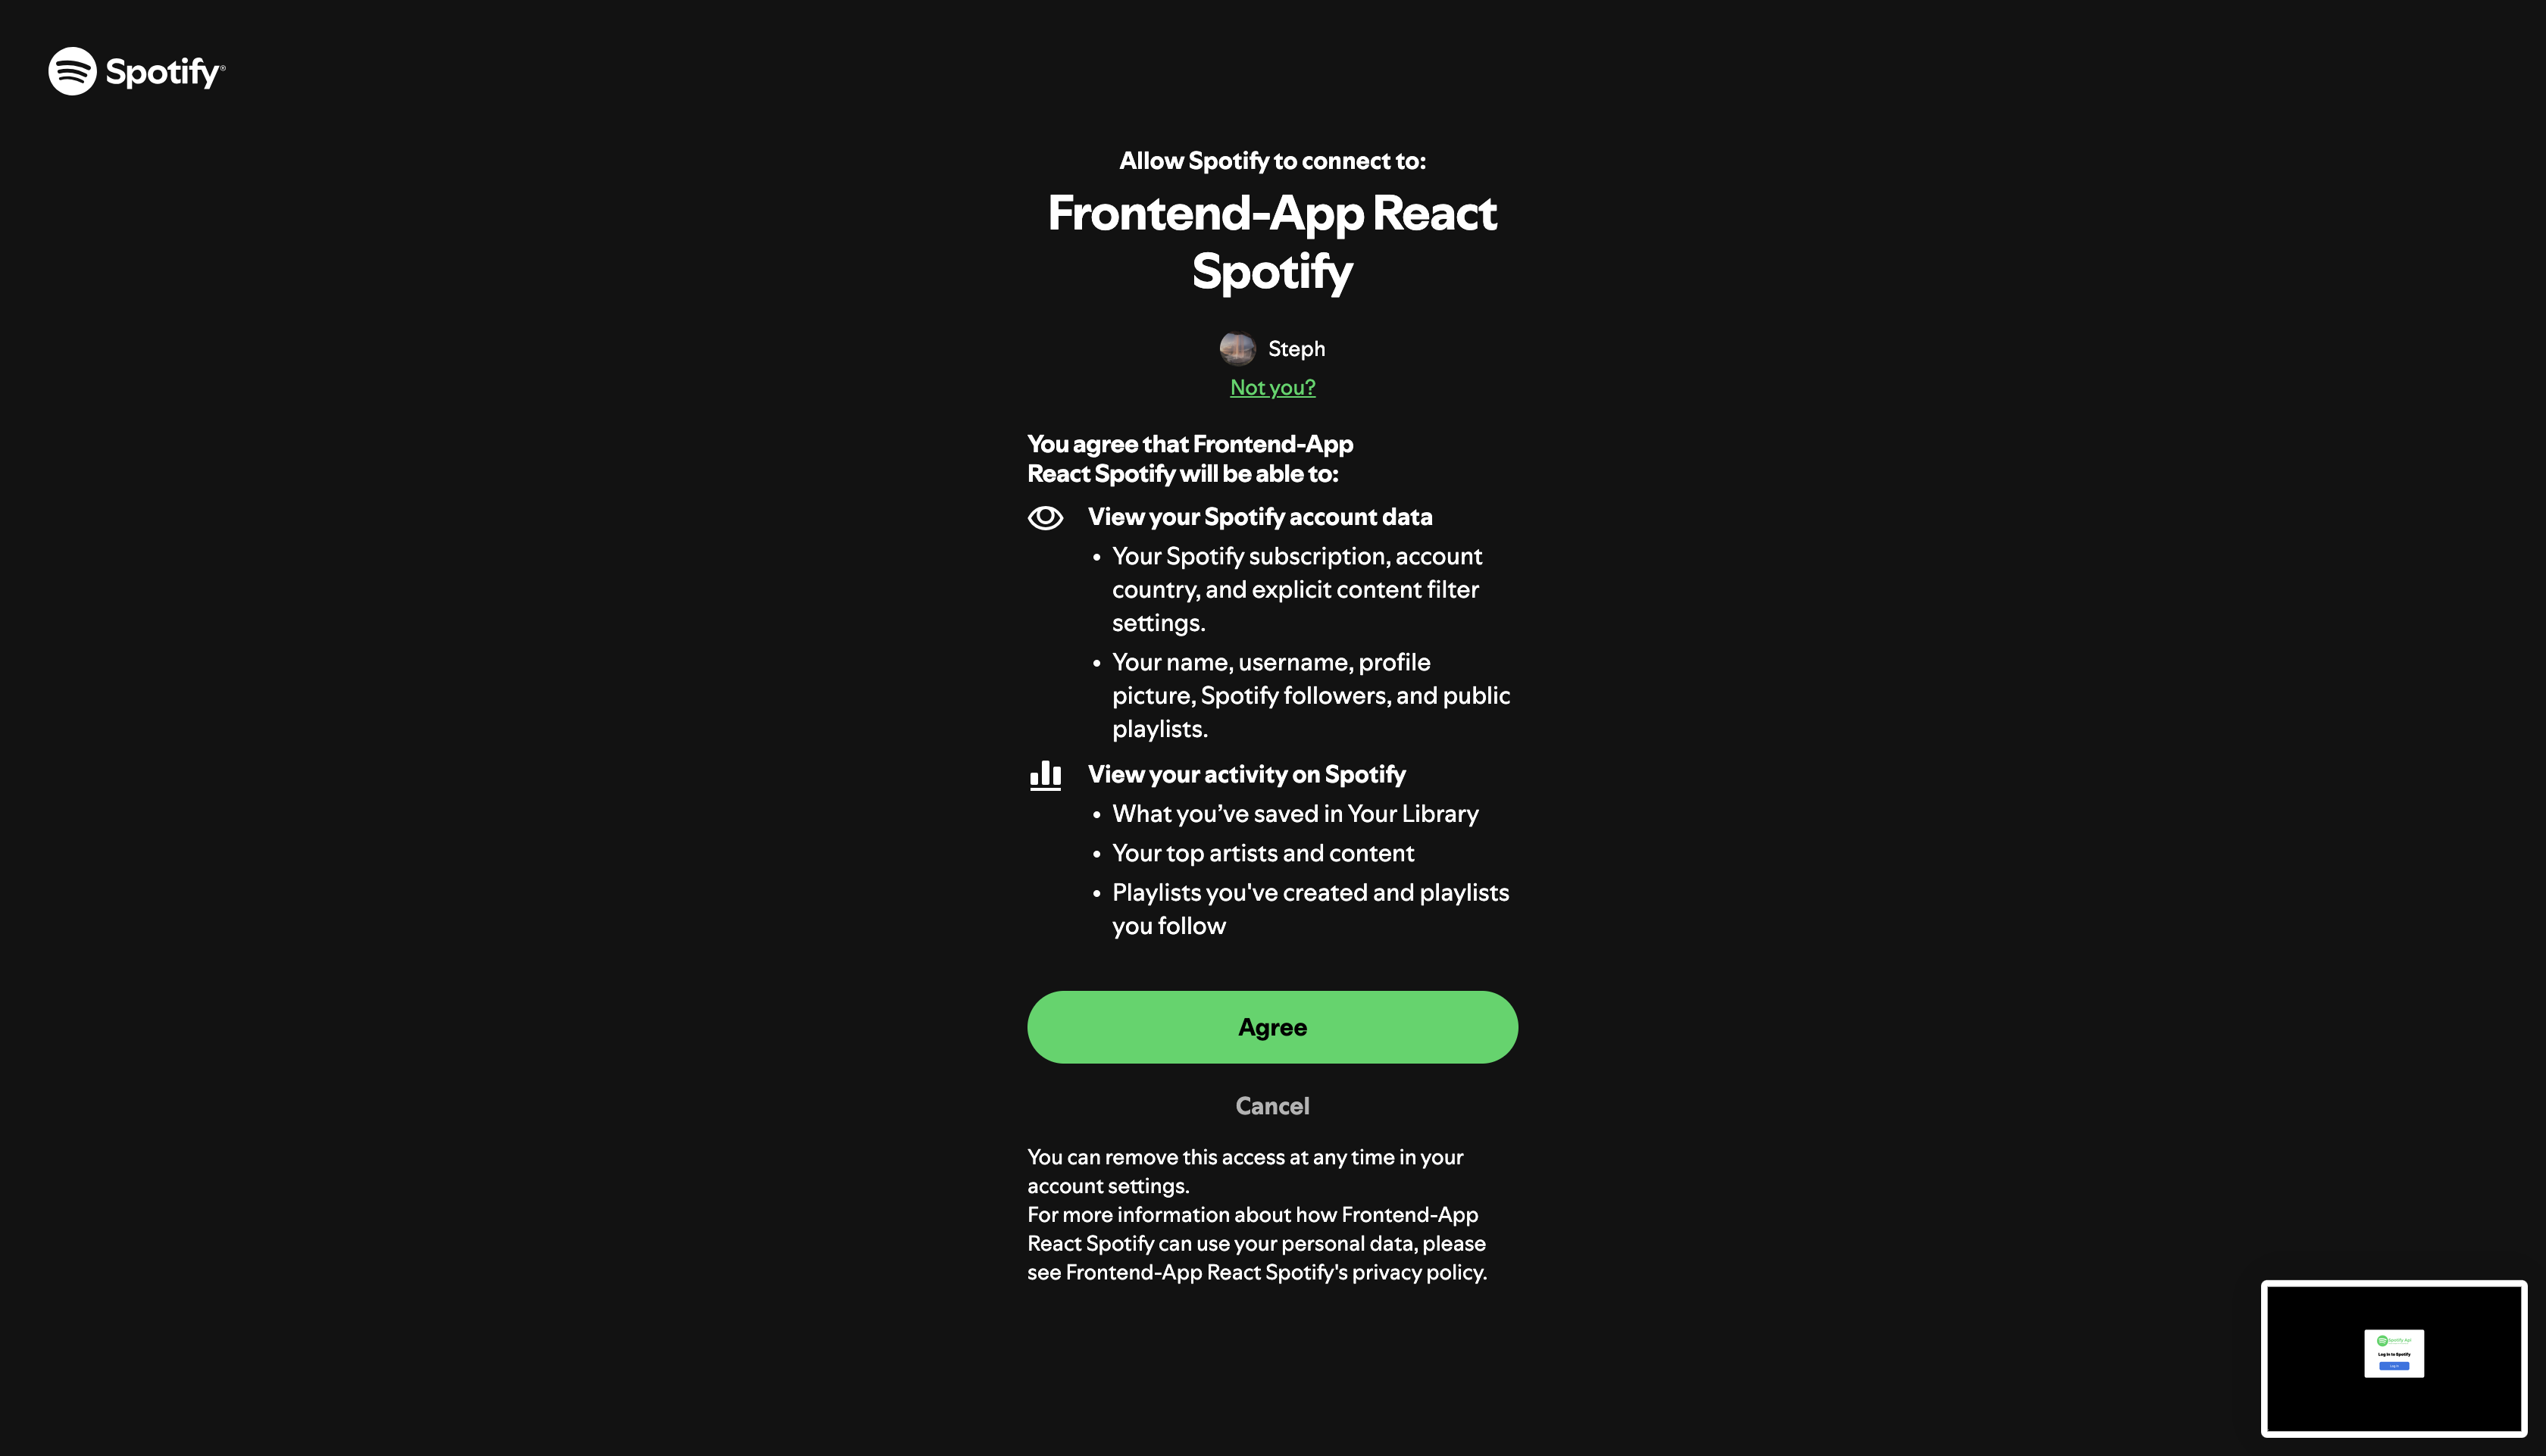 Spotify®
Allow Spotify to connect to:
Frontend-App React
Spotify
Steph
Not you?
You agree that Frontend-App
React Spotify will be able to:
View your Spotify account data
• Your Spotify subscription, account
country, and explicit content filter
settings.
• Your name, username, profile
picture, Spotify followers, and public
playlists.
View your activity on Spotify
• What you’ve saved in Your Library
• Your top artists and content
• Playlists you've created and playlists
you follow
Agree
Cancel
You can remove this access at any time in your
account settings.
For more information about how Frontend-App
React Spotify can use your personal data, please
see Frontend-App React Spotify's privacy policy.
Log in to Spotify